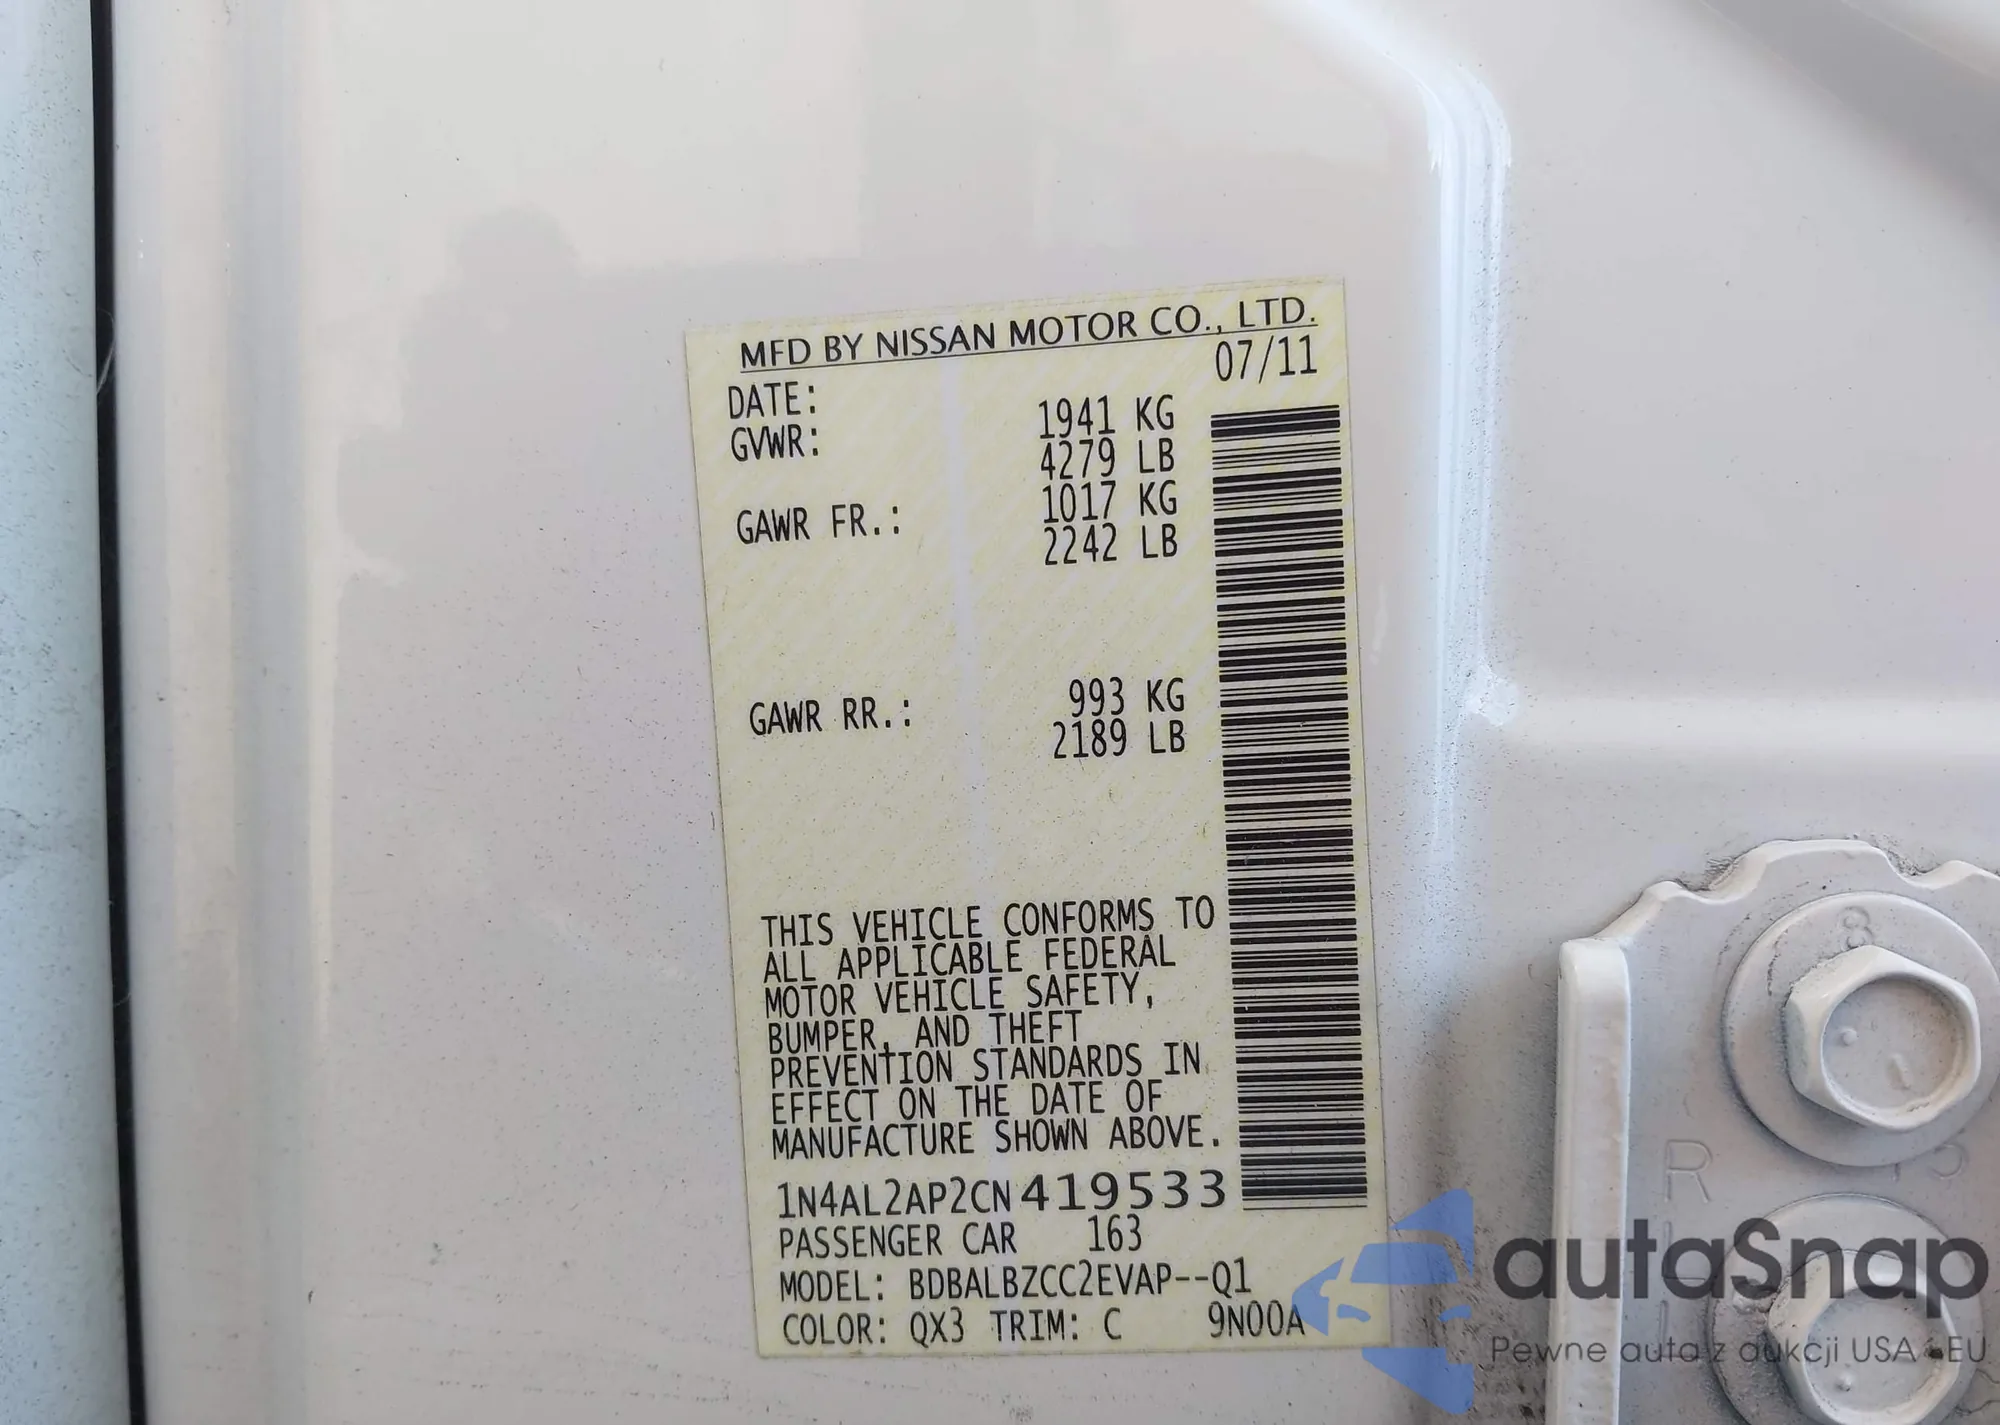 MFD BY NISSAN MOTOR CO., LTD.
DATE: 07/11
GVWR: 1941 KG
4279 LB
GAWR FR.: 1017 KG
2242 LB
GAWR RR.: 993 KG
2189 LB
THIS VEHICLE CONFORMS TO
ALL APPLICABLE FEDERAL
MOTOR VEHICLE SAFETY,
BUMPER, AND THEFT
PREVENTION STANDARDS IN
EFFECT ON THE DATE OF
MANUFACTURE SHOWN ABOVE.
1N4AL2AP2CN419533
PASSENGER CAR 163
MODEL: BDBALBZCC2EVAP--Q1
COLOR: QX3 TRIM: C 9N00A
8
R
autaSnap
Pewne auta z aukcji USA i EU